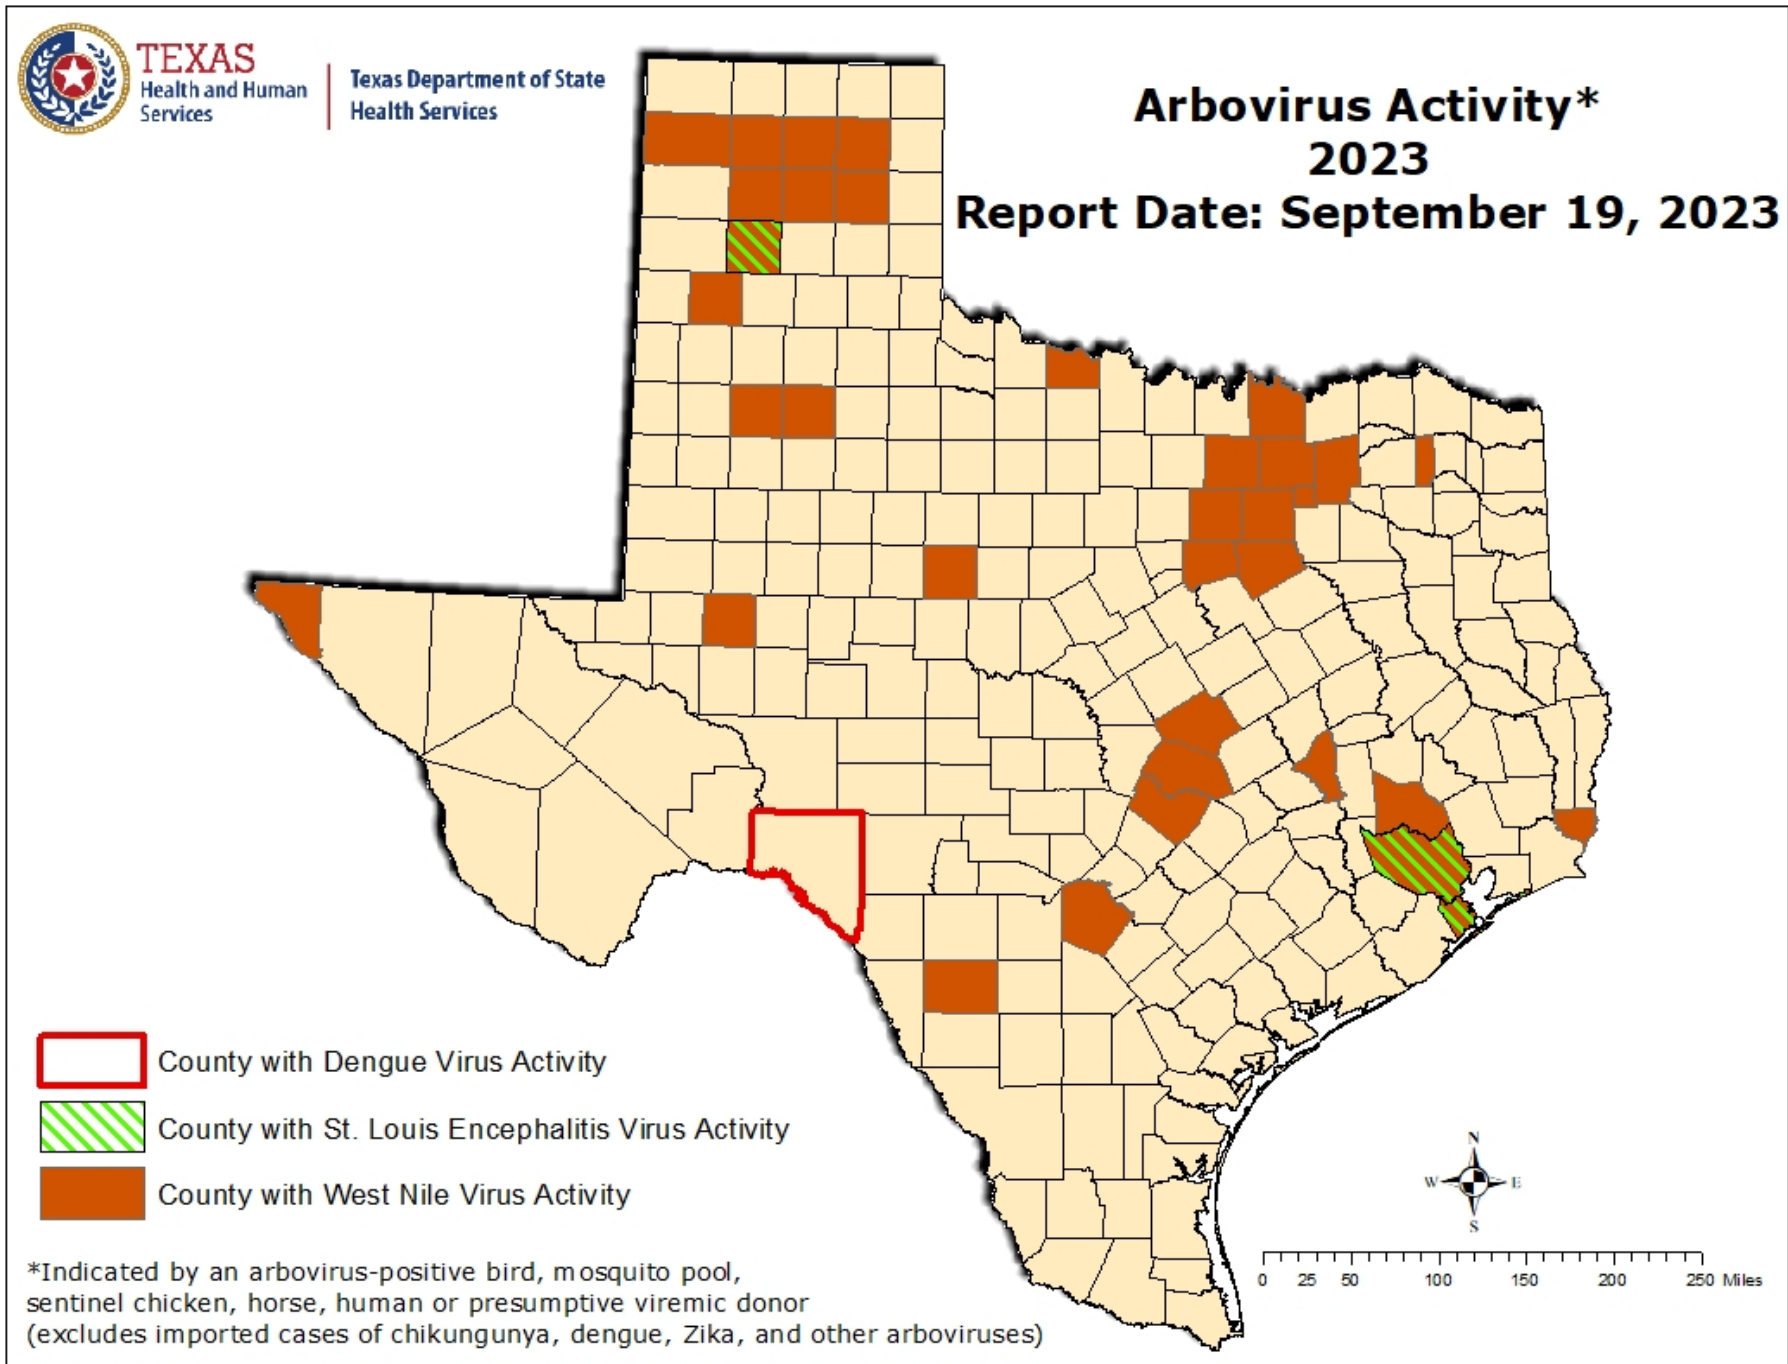 TEXAS
Health and Human
Services
Texas Department of State
Health Services
Arbovirus Activity*
2023
Report Date: September 19, 2023
County with Dengue Virus Activity
County with St. Louis Encephalitis Virus Activity
County with West Nile Virus Activity
*Indicated by an arbovirus-positive bird, mosquito pool,
sentinel chicken, horse, human or presumptive viremic donor
(excludes imported cases of chikungunya, dengue, Zika, and other arboviruses)
N
W E
S
0 25 50 100 150 200 250 Miles